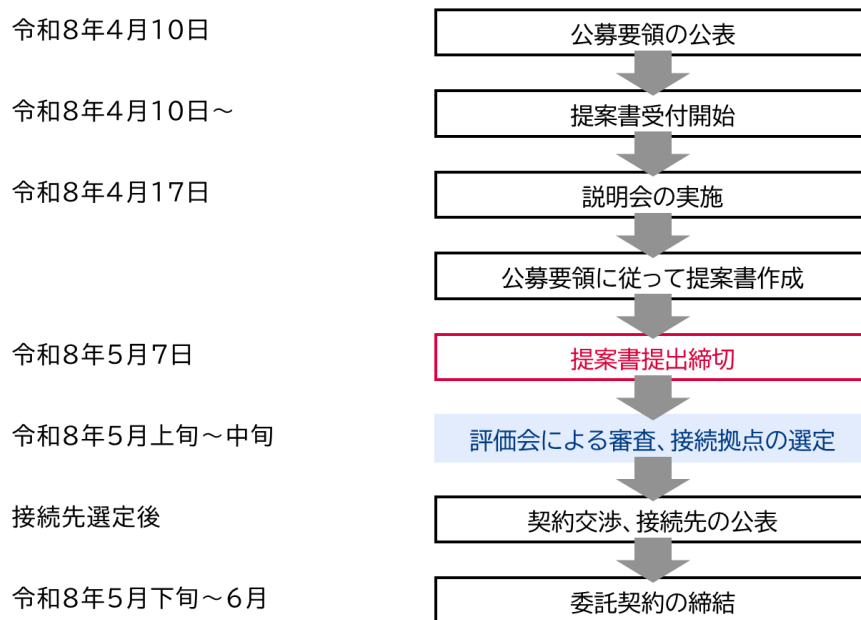 令和8年4月10日
公募要領の公表
令和8年4月10日~
提案書受付開始
令和8年4月17日
説明会の実施
公募要領に従って提案書作成
令和8年5月7日
提案書提出締切
令和8年5月上旬~中旬
評価会による審査、接続拠点の選定
接続先選定後
契約交渉、接続先の公表
令和8年5月下旬~6月
委託契約の締結